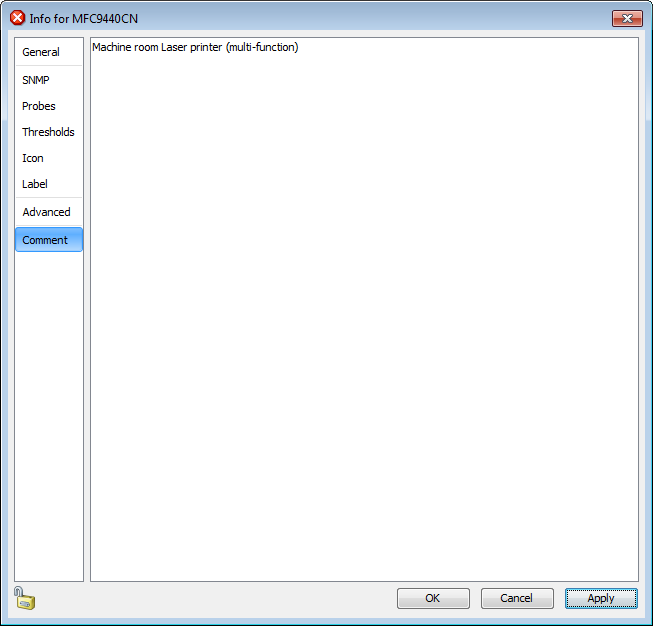 Info for MFC9440CN
General
SNMP
Probes
Thresholds
Icon
Label
Advanced
Comment
Machine room Laser printer (multi-function)
OK
Cancel
Apply